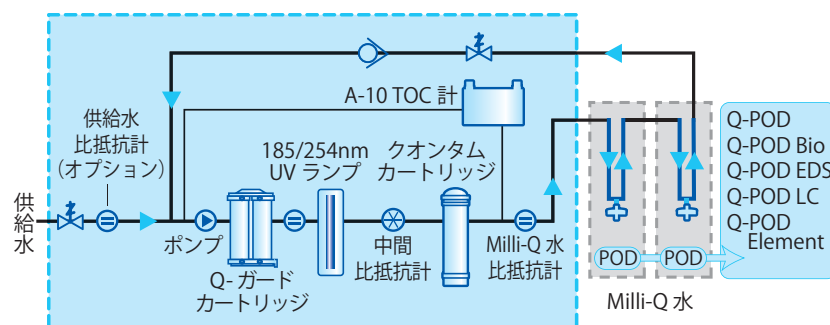 A-10 TOC 計
供給水
比抵抗計
(オプション)
185/254nm
UV ランプ
クオンタム
カートリッジ
供給水
ポンプ
Q- ガード
カートリッジ
中間
比抵抗計
Milli-Q 水
比抵抗計
POD
POD
Milli-Q 水
Q-POD
Q-POD Bio
Q-POD EDS
Q-POD LC
Q-POD
Element